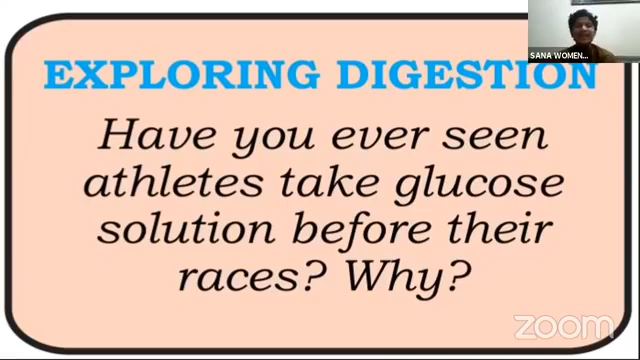 SANA WOMEN...
EXPLORING DIGESTION
Have you ever seen
athletes take glucose
solution before their
races? Why?
zoom